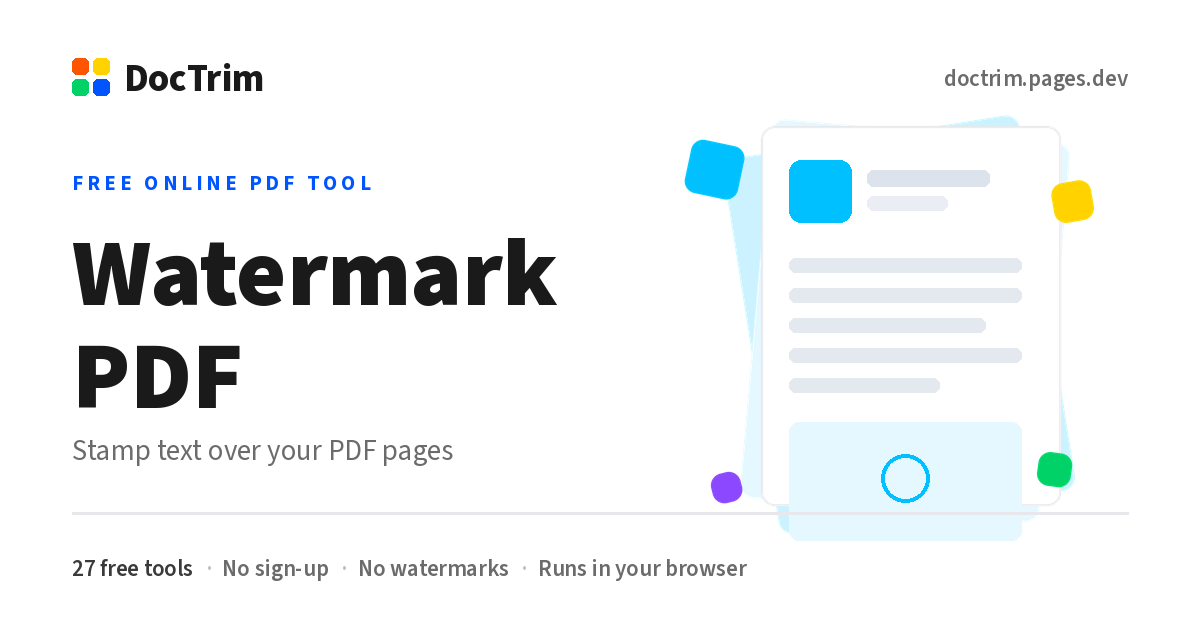 DocTrim
doctrim.pages.dev
FREE ONLINE PDF TOOL
Watermark
PDF
Stamp text over your PDF pages
27 free tools · No sign-up · No watermarks · Runs in your browser